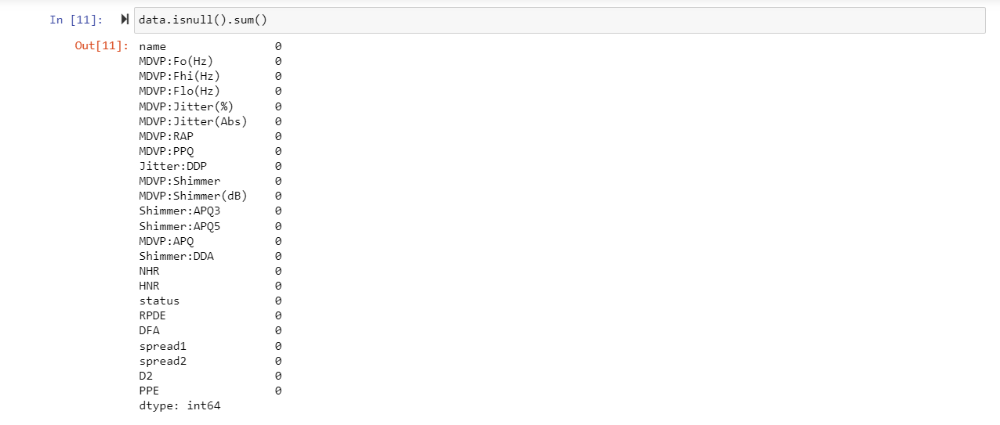 In [11]: data.isnull().sum()
Out[11]: name 0
MDVP:Fo(Hz) 0
MDVP:Fhi(Hz) 0
MDVP:Flo(Hz) 0
MDVP:Jitter(%) 0
MDVP:Jitter(Abs) 0
MDVP:RAP 0
MDVP:PPQ 0
Jitter:DDP 0
MDVP:Shimmer 0
MDVP:Shimmer(dB) 0
Shimmer:APQ3 0
Shimmer:APQ5 0
MDVP:APQ 0
Shimmer:DDA 0
NHR 0
HNR 0
status 0
RPDE 0
DFA 0
spread1 0
spread2 0
D2 0
PPE 0
dtype: int64